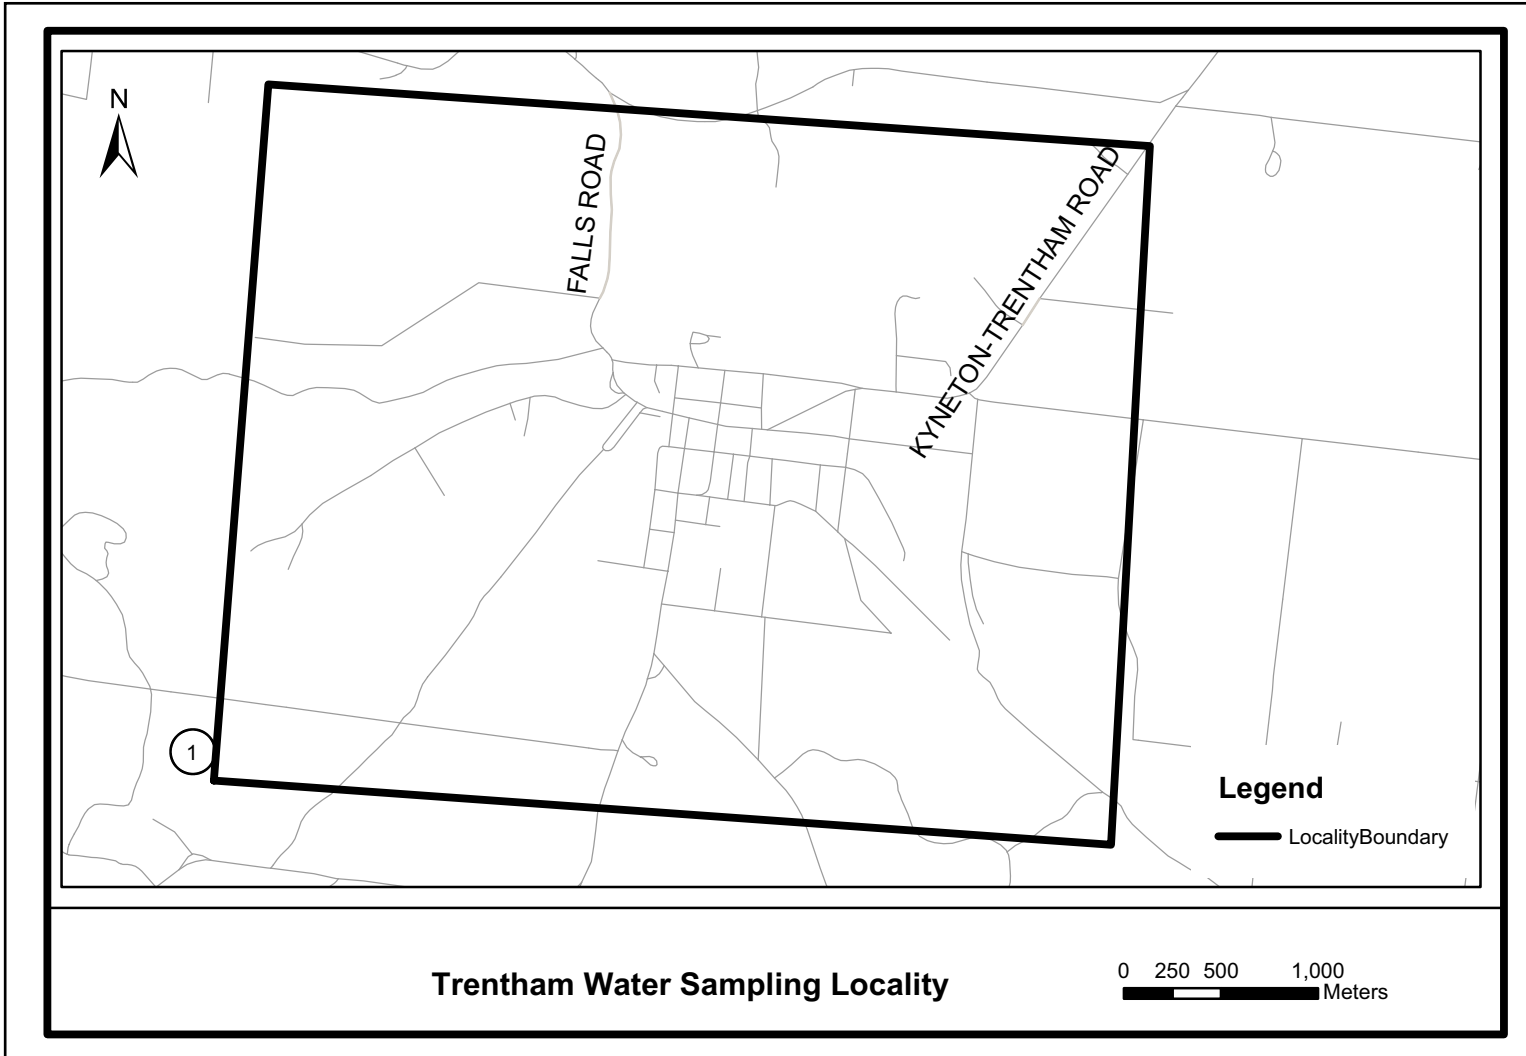 N
FALLS ROAD
KYNETON-TRENTHAM ROAD
1
Legend
LocalityBoundary
Trentham Water Sampling Locality
0 250 500 1,000
Meters